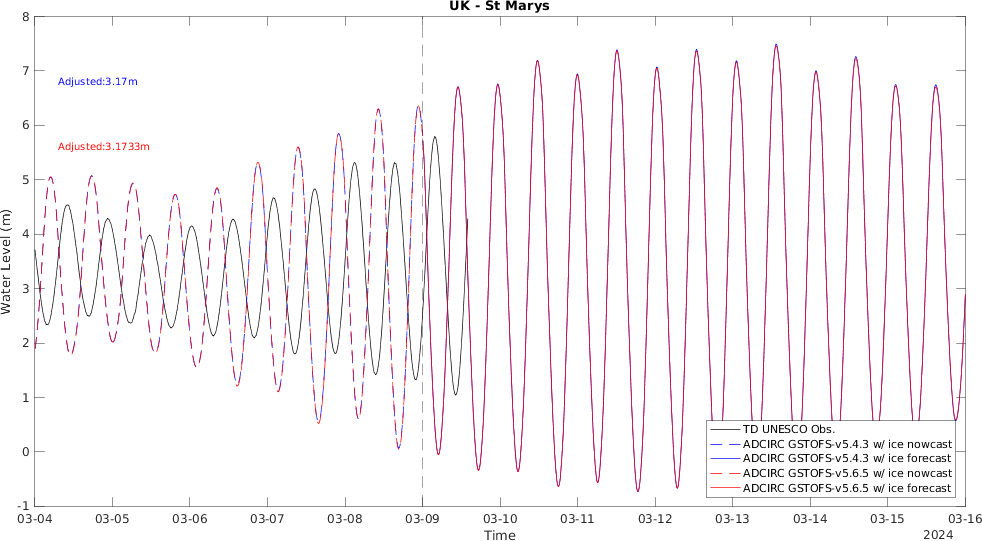 UK - St Marys
8
7
6
5
4
3
2
1
0
-1
Water Level (m)
Adjusted:3.17m
Adjusted:3.1733m
TD UNESCO Obs.
ADCIRC GSTOFS-v5.4.3 w/ ice nowcast
ADCIRC GSTOFS-v5.4.3 w/ ice forecast
ADCIRC GSTOFS-v5.6.5 w/ ice nowcast
ADCIRC GSTOFS-v5.6.5 w/ ice forecast
03-04 03-05 03-06 03-07 03-08 03-09 03-10 03-11 03-12 03-13 03-14 03-15 03-16
Time
2024